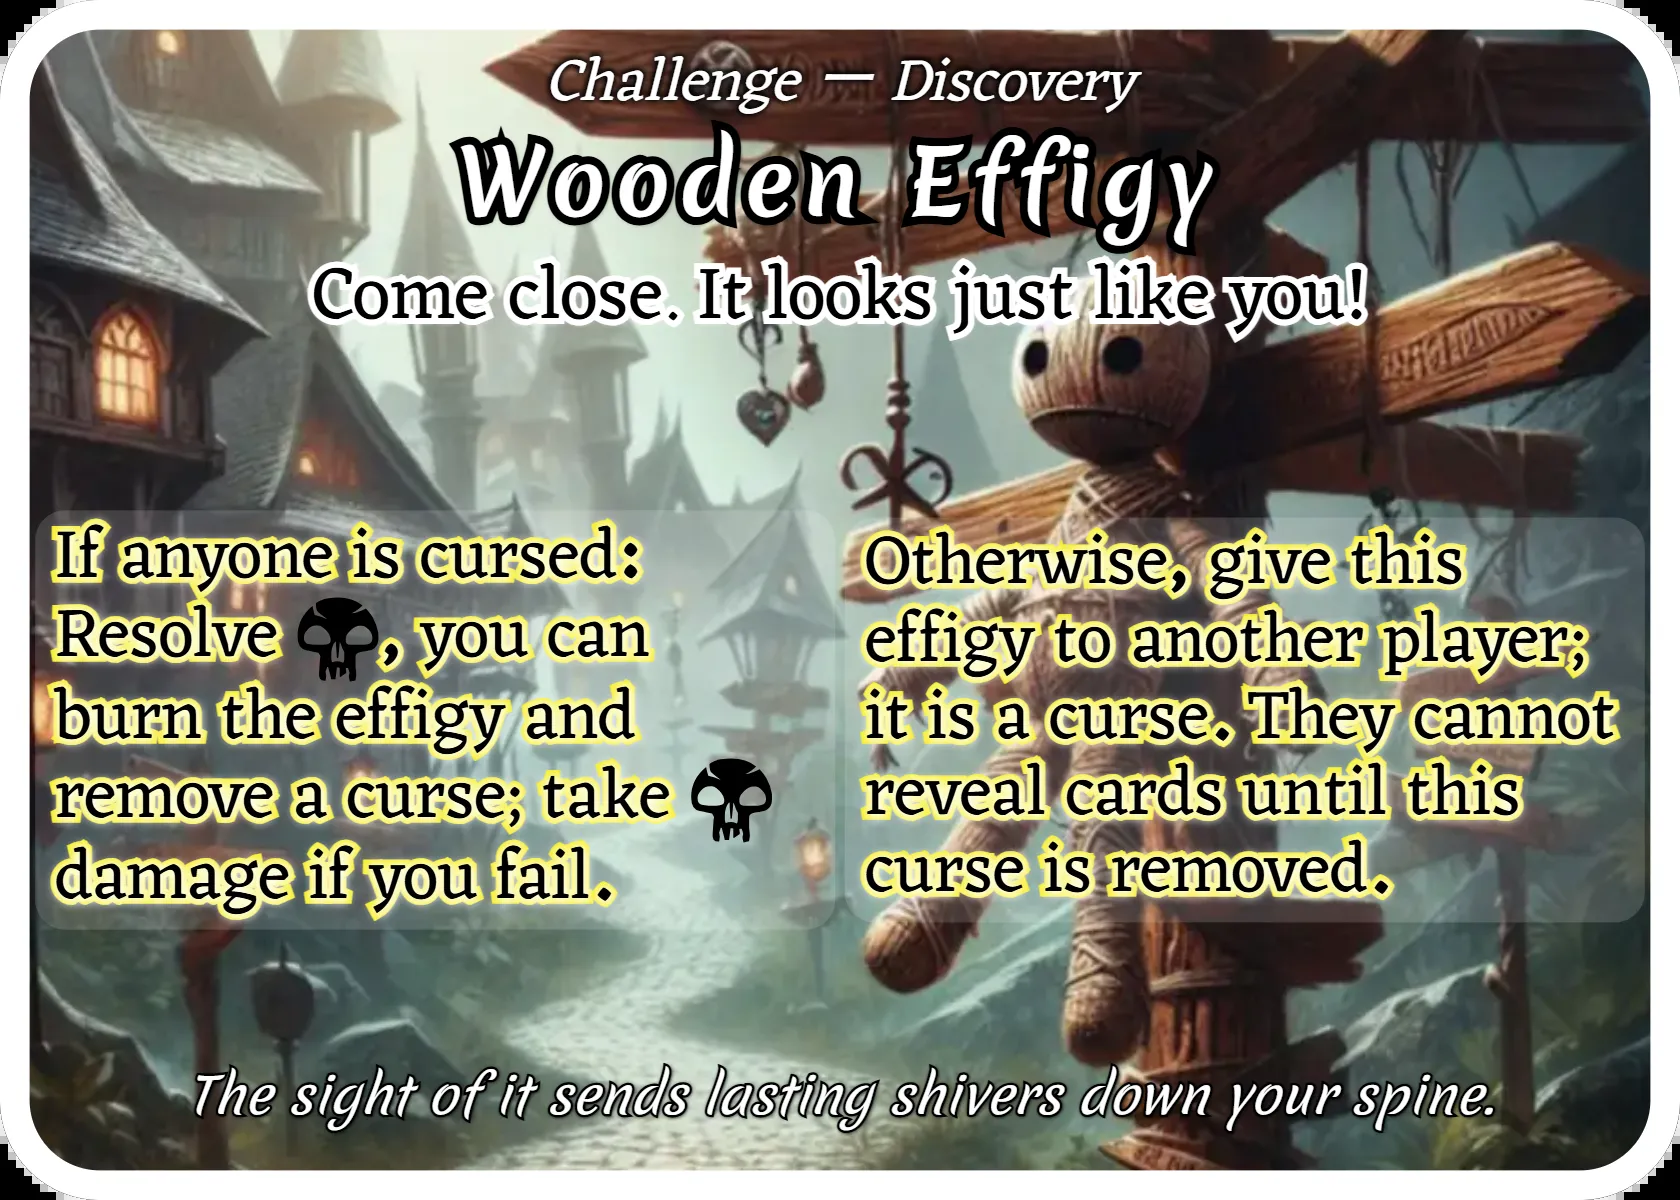 Challenge — Discovery
Wooden Effigy
Come close. It looks just like you!
If anyone is cursed:
Resolve , you can
burn the effigy and
remove a curse; take
damage if you fail.
Otherwise, give this
effigy to another player;
it is a curse. They cannot
reveal cards until this
curse is removed.
The sight of it sends lasting shivers down your spine.